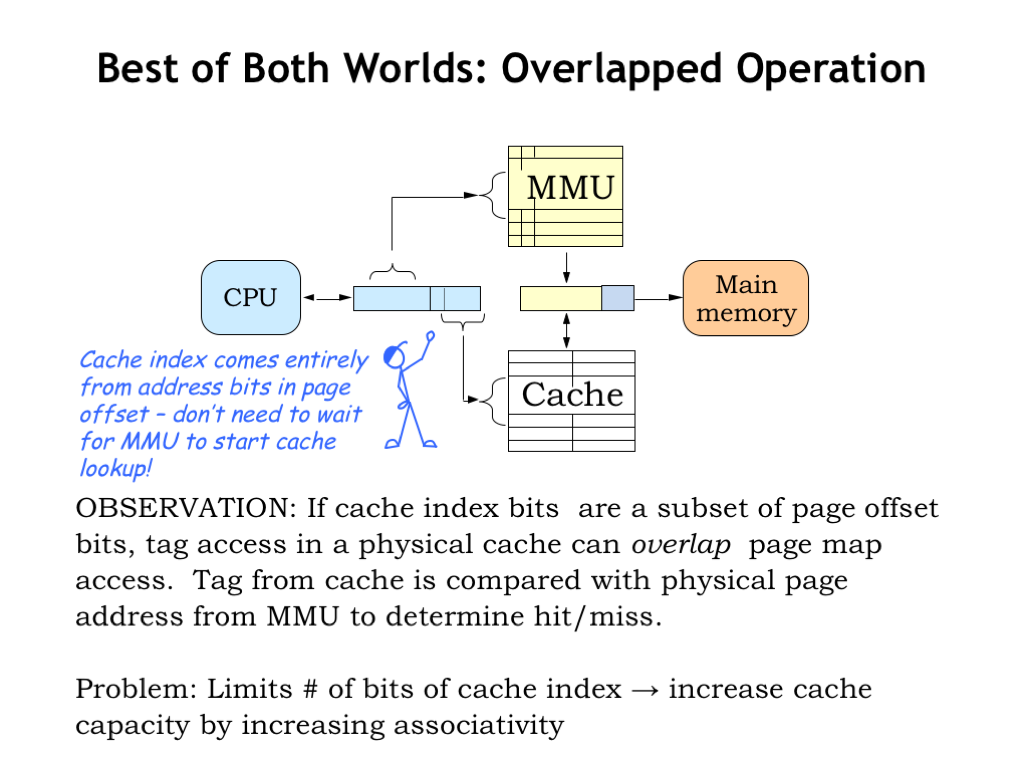 Best of Both Worlds: Overlapped Operation
MMU
CPU
Main
memory
Cache index comes entirely
from address bits in page
offset – don't need to wait
for MMU to start cache
lookup!
Cache
OBSERVATION: If cache index bits  are a subset of page offset
bits, tag access in a physical cache can overlap  page map
access.  Tag from cache is compared with physical page
address from MMU to determine hit/miss.
Problem: Limits # of bits of cache index → increase cache
capacity by increasing associativity